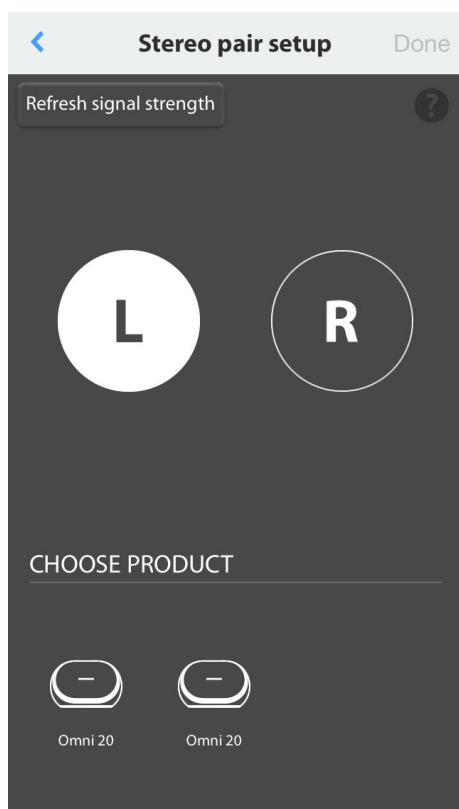 Stereo pair setup Done
Refresh signal strength ?
L R
CHOOSE PRODUCT
Omni 20 Omni 20